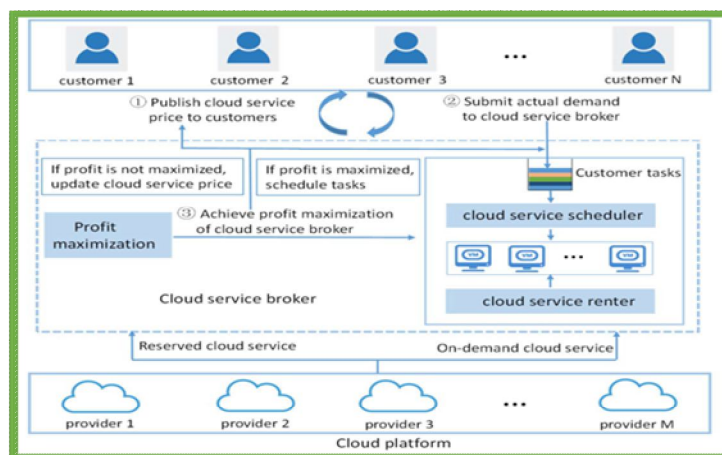 customer 1
customer 2
customer 3
...
customer N
① Publish cloud service
price to customers
② Submit actual demand
to cloud service broker
If profit is not maximized,
update cloud service price
If profit is maximized,
schedule tasks
Customer tasks
Profit
maximization
③ Achieve profit maximization
of cloud service broker
cloud service scheduler
VM
VM
...
VM
cloud service renter
Cloud service broker
Reserved cloud service
On-demand cloud service
provider 1
provider 2
provider 3
...
provider M
Cloud platform